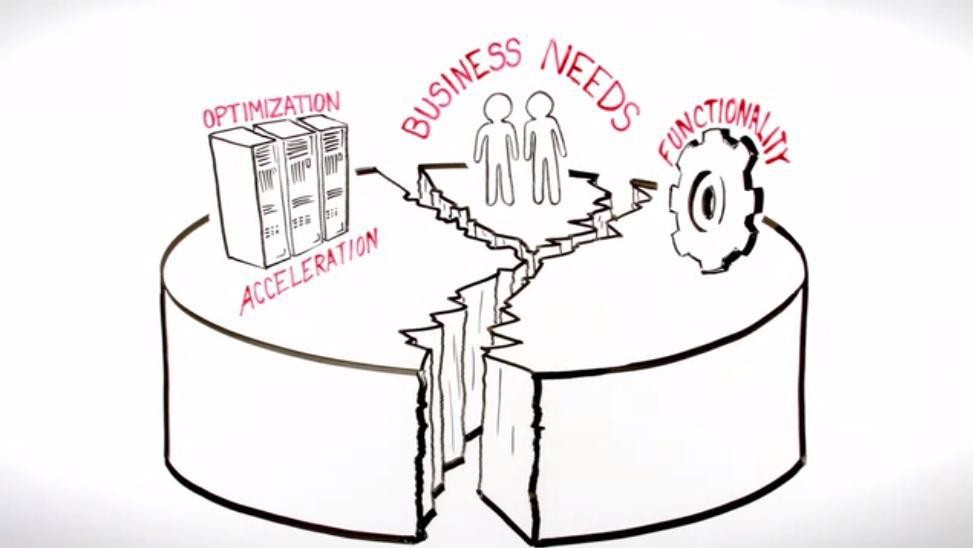 BUSINESS NEEDS
OPTIMIZATION
ACCELERATION
FUNCTIONALITY